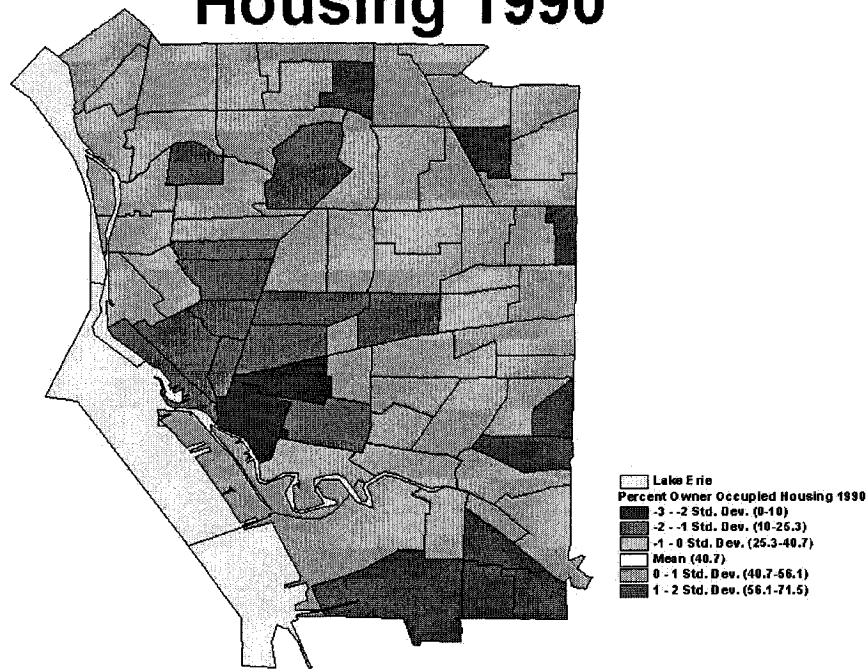 Housing 1990
Lake Erie
Percent Owner Occupied Housing 1990
-3 - -2 Std. Dev. (0-10)
-2 - -1 Std. Dev. (10-25.3)
-1 - 0 Std. Dev. (25.3-40.7)
Mean (40.7)
0 - 1 Std. Dev. (40.7-56.1)
1 - 2 Std. Dev. (56.1-71.5)